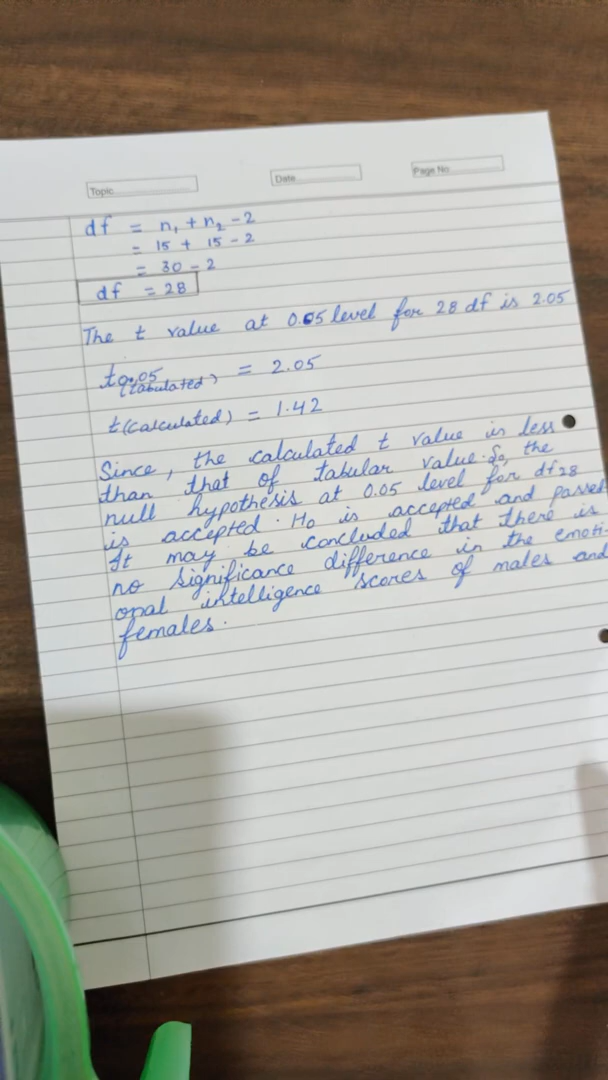 Topic
Date
Page No
df = n₁ + n₂ - 2
= 15 + 15 - 2
= 30 - 2
df = 28
The t value at 0.05 level for 28 df is 2.05
t0.05 (tabulated) = 2.05
t(calculated) = 1.42
Since, the calculated t value is less
than that of tabular value. So, the
null hypothesis at 0.05 level for df 28
is accepted. H₀ is accepted and passed
It may be concluded that there is
no significance difference in the emoti-
onal intelligence scores of males and
females.